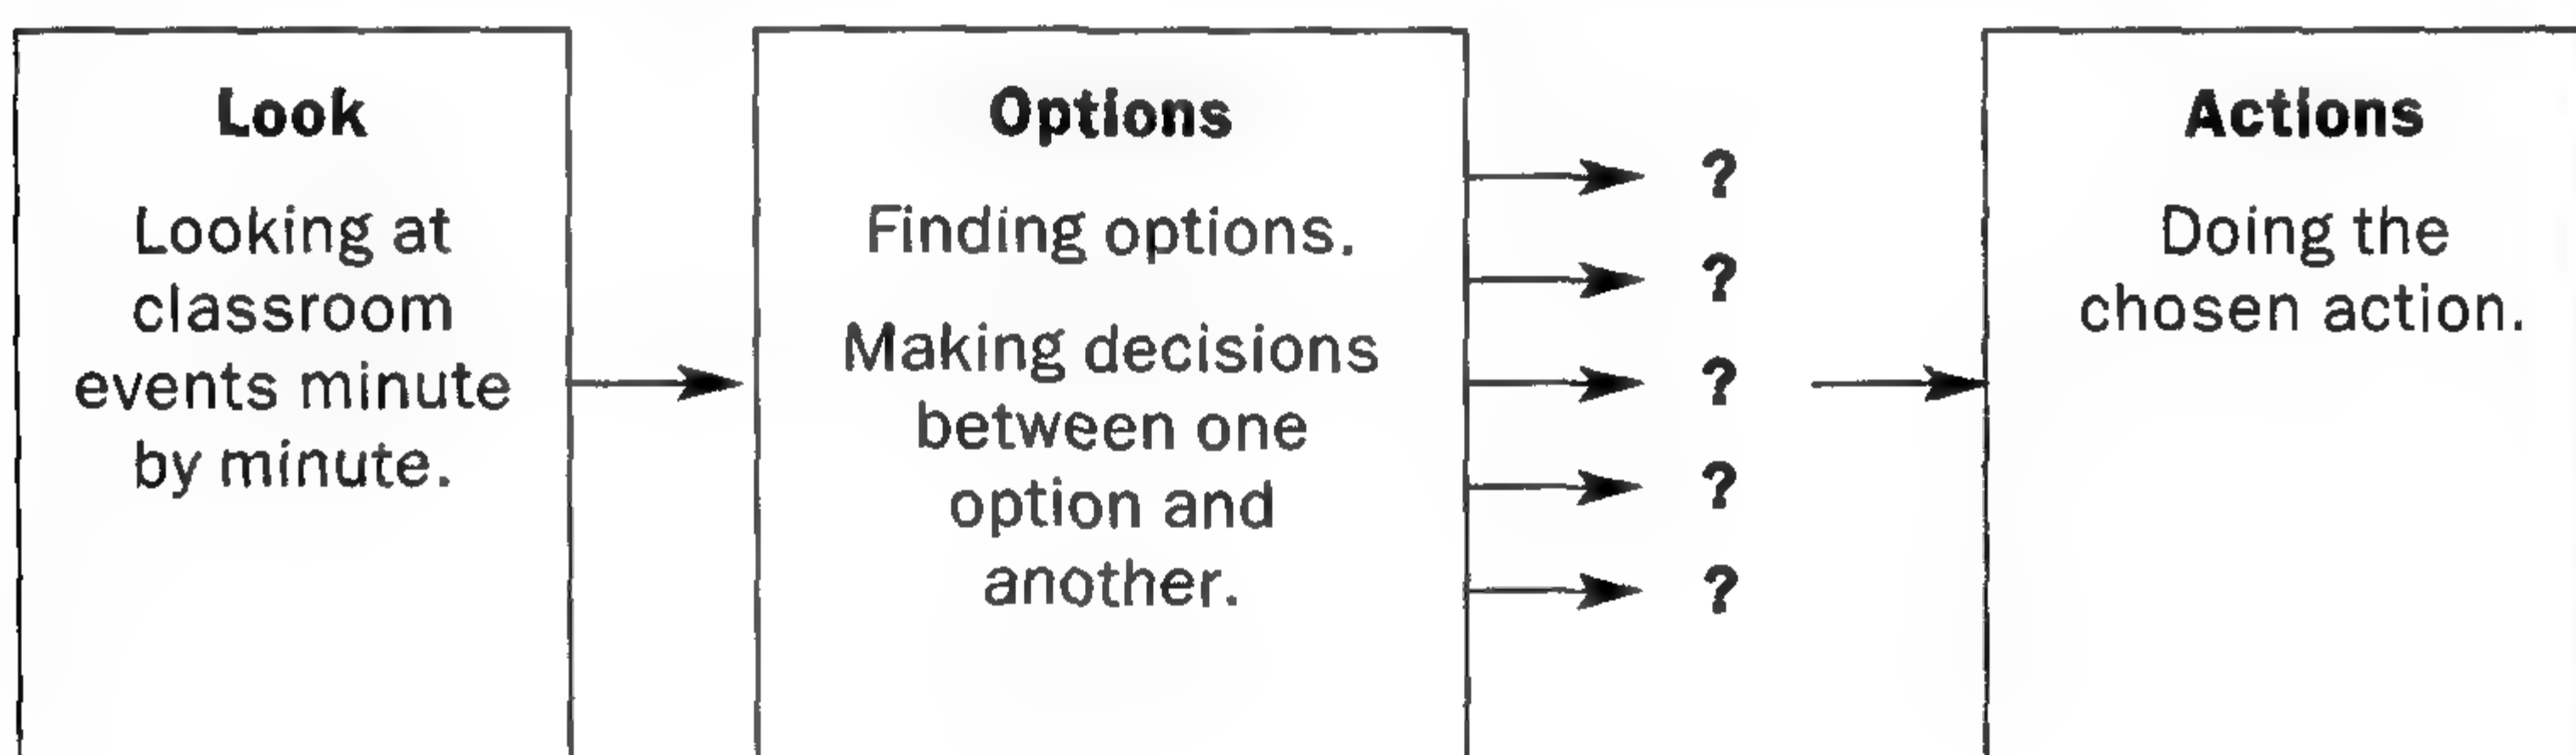 Look
Looking at
classroom
events minute
by minute.
Options
Finding options.
Making decisions
between one
option and
another.
?
?
?
?
?
Actions
Doing the
chosen action.